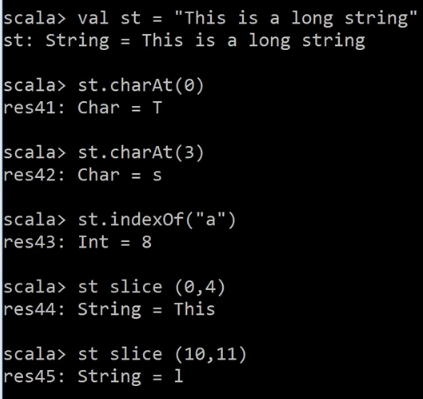 scala> val st = "This is a long string"
st: String = This is a long string
scala> st.charAt(0)
res41: Char = T
scala> st.charAt(3)
res42: Char = s
scala> st.indexOf("a")
res43: Int = 8
scala> st slice (0,4)
res44: String = This
scala> st slice (10,11)
res45: String = l